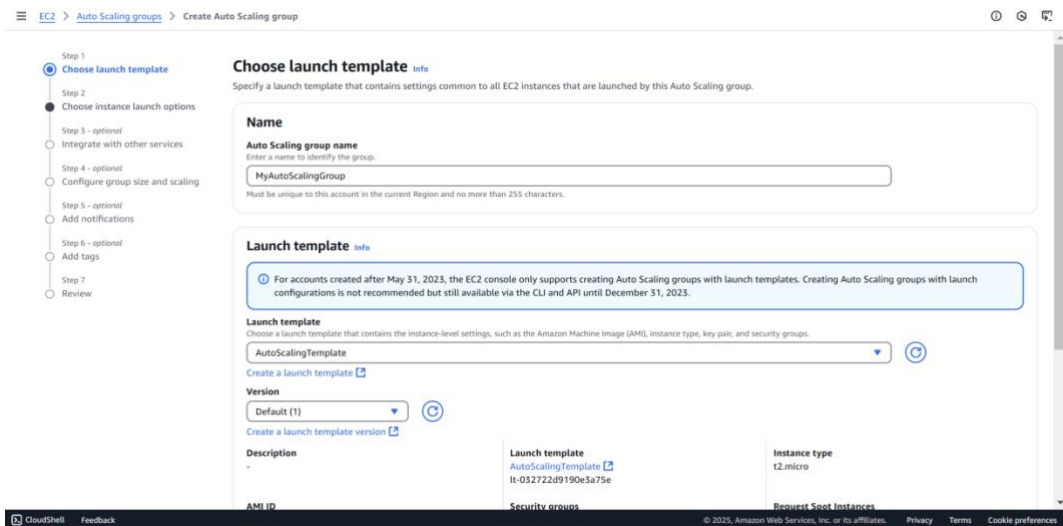 EC2 > Auto Scaling groups > Create Auto Scaling group
Step 1
Choose launch template
Step 2
Choose instance launch options
Step 3 - optional
Integrate with other services
Step 4 - optional
Configure group size and scaling
Step 5 - optional
Add notifications
Step 6 - optional
Add tags
Step 7
Review
Choose launch template Info
Specify a launch template that contains settings common to all EC2 instances that are launched by this Auto Scaling group.
Name
Auto Scaling group name
Enter a name to identify the group.
MyAutoScalingGroup
Must be unique to this account in the current Region and no more than 255 characters.
Launch template Info
For accounts created after May 31, 2023, the EC2 console only supports creating Auto Scaling groups with launch templates. Creating Auto Scaling groups with launch
configurations is not recommended but still available via the CLI and API until December 31, 2023.
Launch template
Choose a launch template that contains the instance-level settings, such as the Amazon Machine Image (AMI), instance type, key pair, and security groups.
AutoScalingTemplate
Create a launch template
Version
Default (1)
Create a launch template version
Description
-
Launch template
AutoScalingTemplate
lt-032722d9190e3a75e
Instance type
t2.micro
AMI ID
Security groups
Request Spot Instances
CloudShell Feedback
© 2025, Amazon Web Services, Inc. or its affiliates. Privacy Terms Cookie preferences